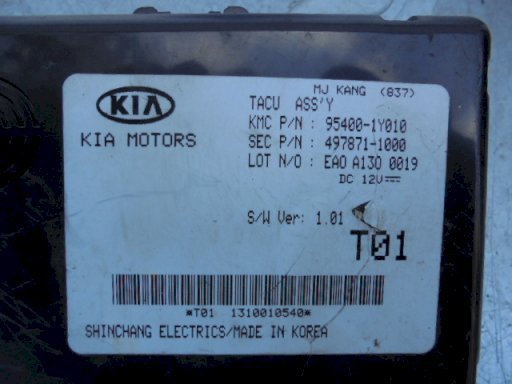 MJ KANG (837)
KIA
TACU ASS'Y
KMC P/N : 95400-1Y010
KIA MOTORS
SEC P/N : 497871-1000
LOT N/O : EAO A130 0019
DC 12V
S/W Ver: 1.01
T01
*T01 1310010540*
SHINCHANG ELECTRICS/MADE IN KOREA